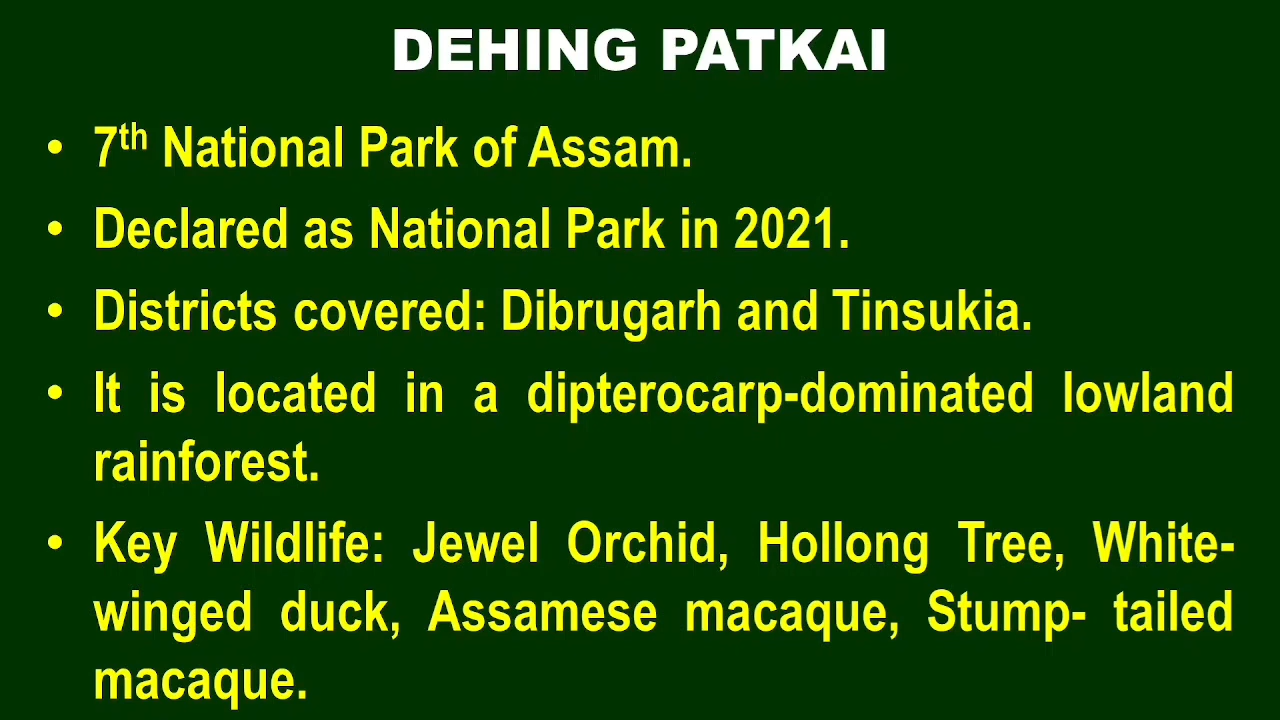 DEHING PATKAI
• 7th National Park of Assam.
• Declared as National Park in 2021.
• Districts covered: Dibrugarh and Tinsukia.
• It is located in a dipterocarp-dominated lowland
rainforest.
• Key Wildlife: Jewel Orchid, Hollong Tree, White-
winged duck, Assamese macaque, Stump- tailed
macaque.